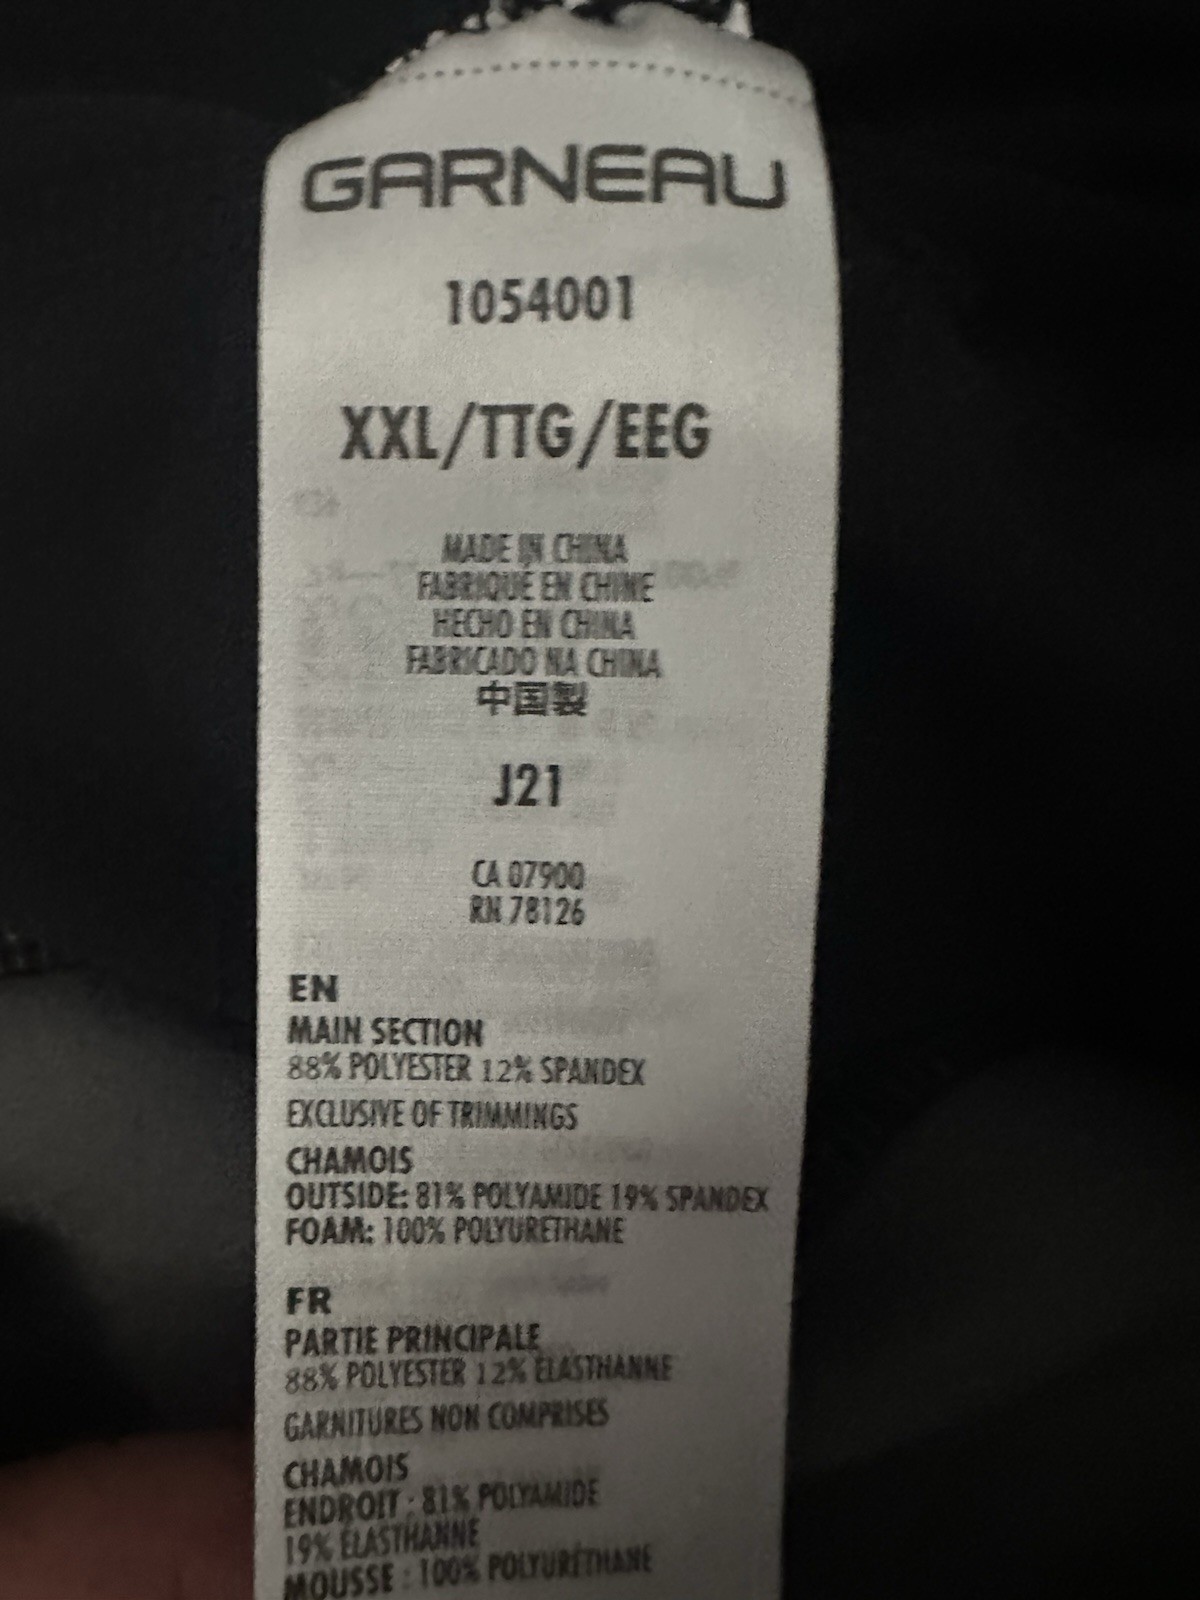 GARNEAU
1054001
XXL/TTG/EEG
MADE IN CHINA
FABRIQUÉ EN CHINE
HECHO EN CHINA
FABRICADO NA CHINA
中国製
J21
CA 07900
RN 78126
EN
MAIN SECTION
88% POLYESTER 12% SPANDEX
EXCLUSIVE OF TRIMMINGS
CHAMOIS
OUTSIDE: 81% POLYAMIDE 19% SPANDEX
FOAM: 100% POLYURETHANE
FR
PARTIE PRINCIPALE
88% POLYESTER 12% ÉLASTHANNE
GARNITURES NON COMPRISES
CHAMOIS
ENDROIT : 81% POLYAMIDE
19% ÉLASTHANNE
MOUSSE : 100% POLYURÉTHANE